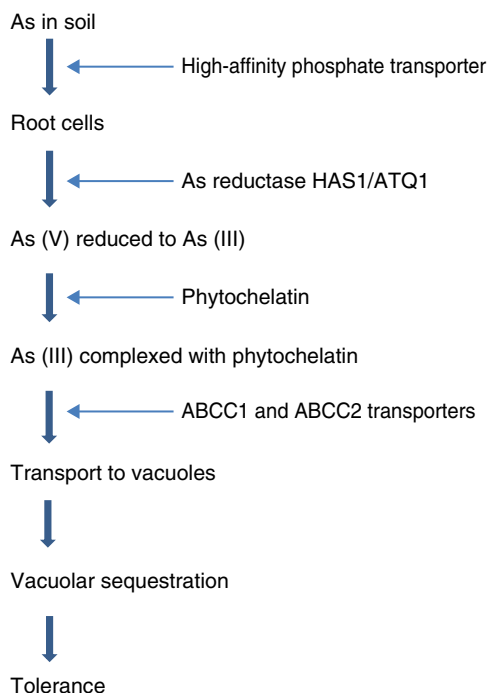 As in soil
High-affinity phosphate transporter
Root cells
As reductase HAS1/ATQ1
As (V) reduced to As (III)
Phytochelatin
As (III) complexed with phytochelatin
ABCC1 and ABCC2 transporters
Transport to vacuoles
Vacuolar sequestration
Tolerance